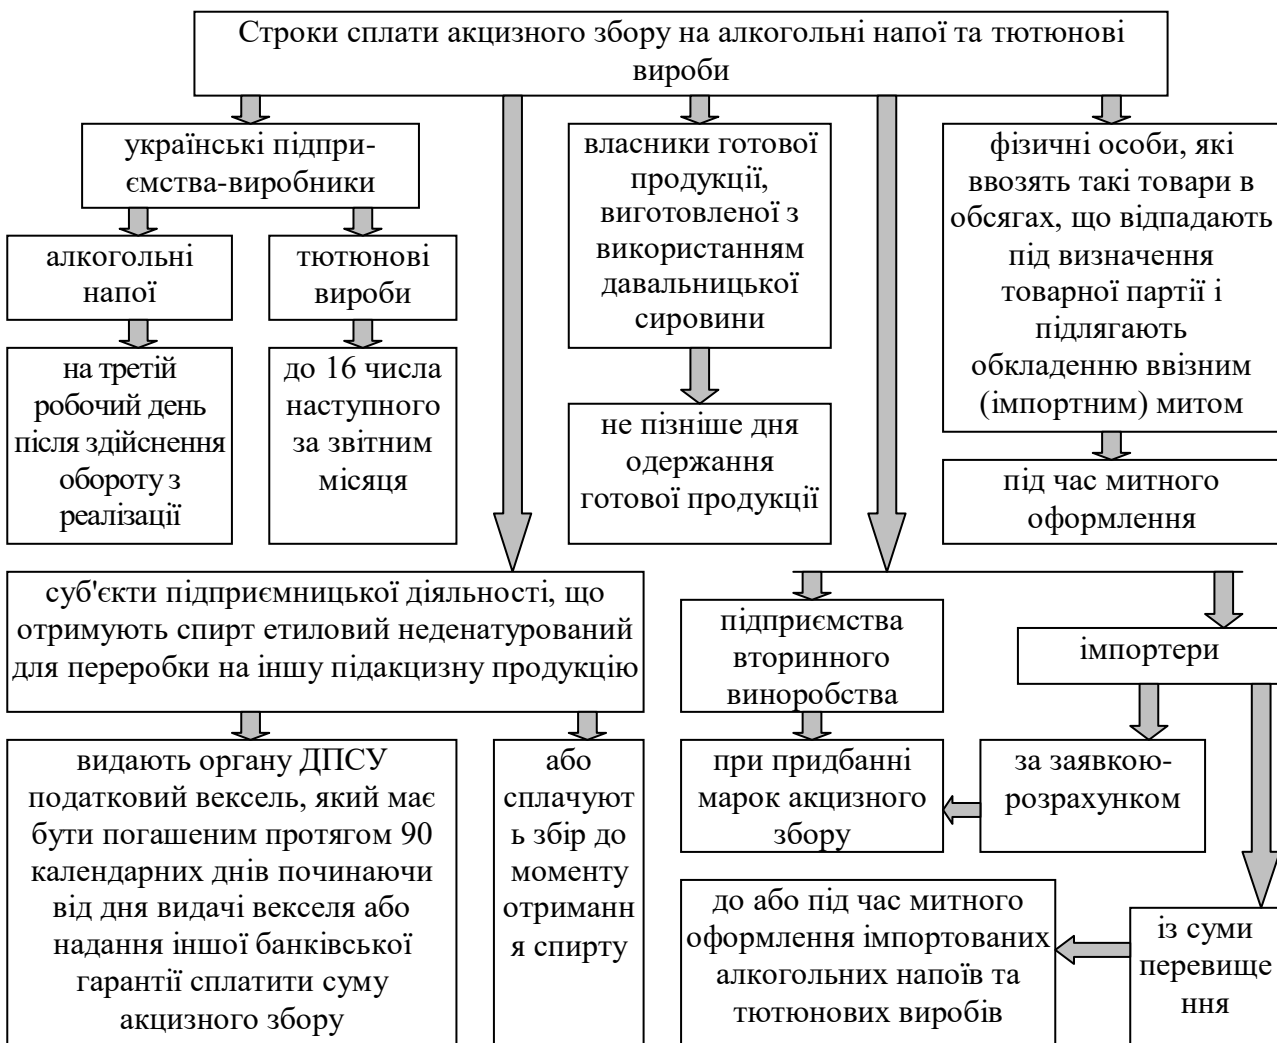 Строки сплати акцизного збору на алкогольні напої та тютюнові
вироби
українські підпри-
ємства-виробники
алкогольні
напої
на третій
робочий день
після здійснення
обороту з
реалізації
тютюнові
вироби
до 16 числа
наступного
за звітним
місяця
власники готової
продукції,
виготовленої з
використанням
давальницької
сировини
не пізніше дня
одержання
готової продукції
фізичні особи, які
ввозять такі товари в
обсягах, що відпадають
під визначення
товарної партії і
підлягають
обкладенню ввізним
(імпортним) митом
під час митного
оформлення
суб'єкти підприємницької діяльності, що
отримують спирт етиловий неденатурований
для переробки на іншу підакцизну продукцію
видають органу ДПСУ
податковий вексель, який має
бути погашеним протягом 90
календарних днів починаючи
від дня видачі векселя або
надання іншої банківської
гарантії сплатити суму
акцизного збору
або
сплачуют
ь збір до
моменту
отриманн
я спирту
підприємства
вторинного
виноробства
при придбанні
марок акцизного
збору
імпортери
за заявкою-
розрахунком
до або під час митного
оформлення імпортованих
алкогольних напоїв та
тютюнових виробів
із суми
перевище
ння